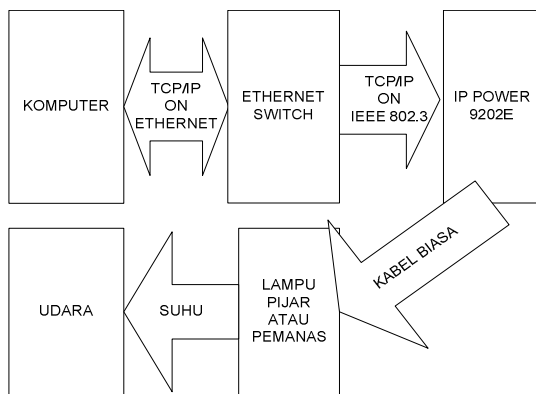 KOMPUTER
TCP/IP
ON
ETHERNET
ETHERNET
SWITCH
TCP/IP
ON
IEEE 802.3
IP POWER
9202E
KABEL BIASA
UDARA
SUHU
LAMPU
PIJAR
ATAU
PEMANAS